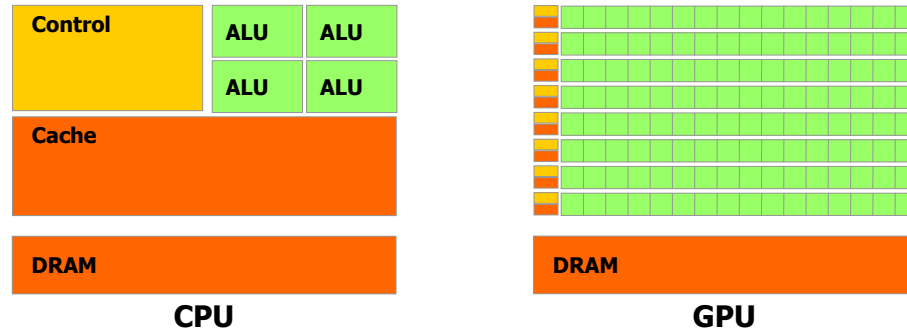 Control
ALU ALU
ALU ALU
Cache
DRAM
DRAM
CPU
GPU